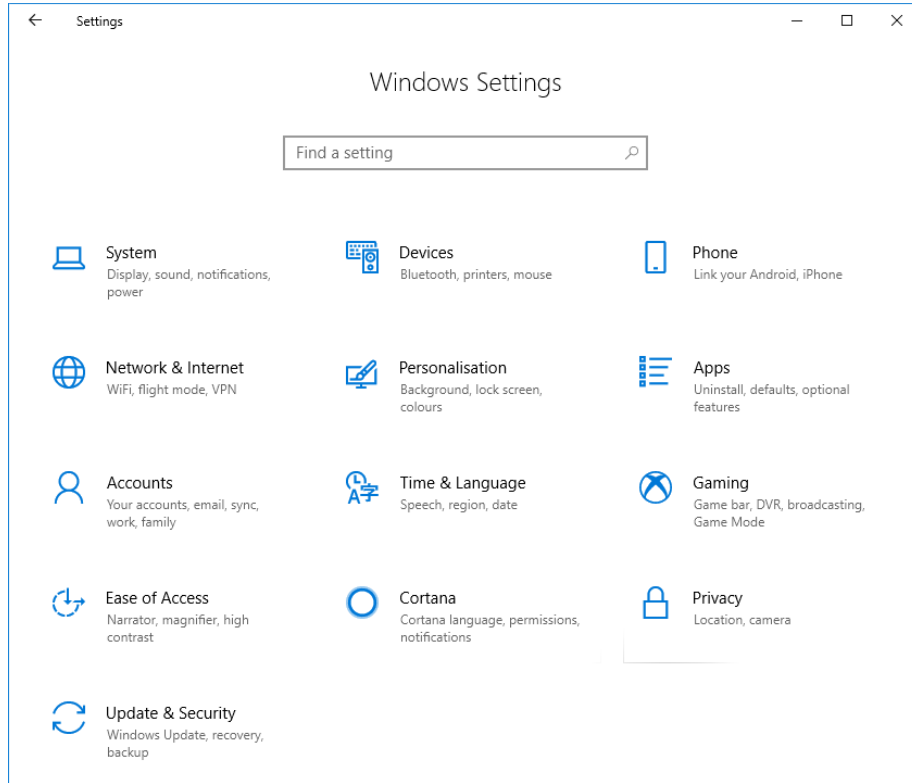 Settings
Windows Settings
Find a setting
System
Display, sound, notifications,
power
Devices
Bluetooth, printers, mouse
Phone
Link your Android, iPhone
Network & Internet
WiFi, flight mode, VPN
Personalisation
Background, lock screen,
colours
Apps
Uninstall, defaults, optional
features
Accounts
Your accounts, email, sync,
work, family
Time & Language
Speech, region, date
Gaming
Game bar, DVR, broadcasting,
Game Mode
Ease of Access
Narrator, magnifier, high
contrast
Cortana
Cortana language, permissions,
notifications
Privacy
Location, camera
Update & Security
Windows Update, recovery,
backup